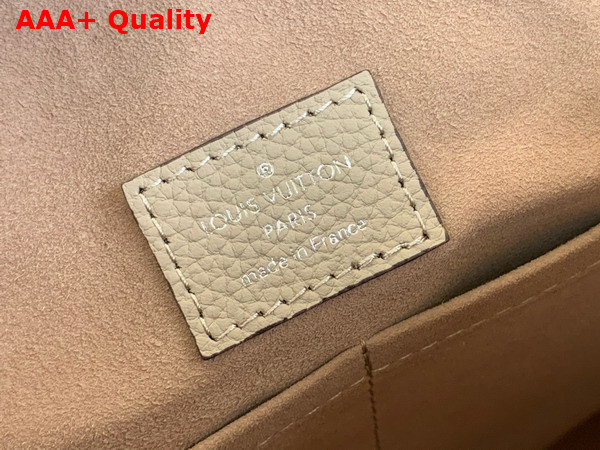 AAA+ Quality
®
LOUIS VUITTON
PARIS
made in France